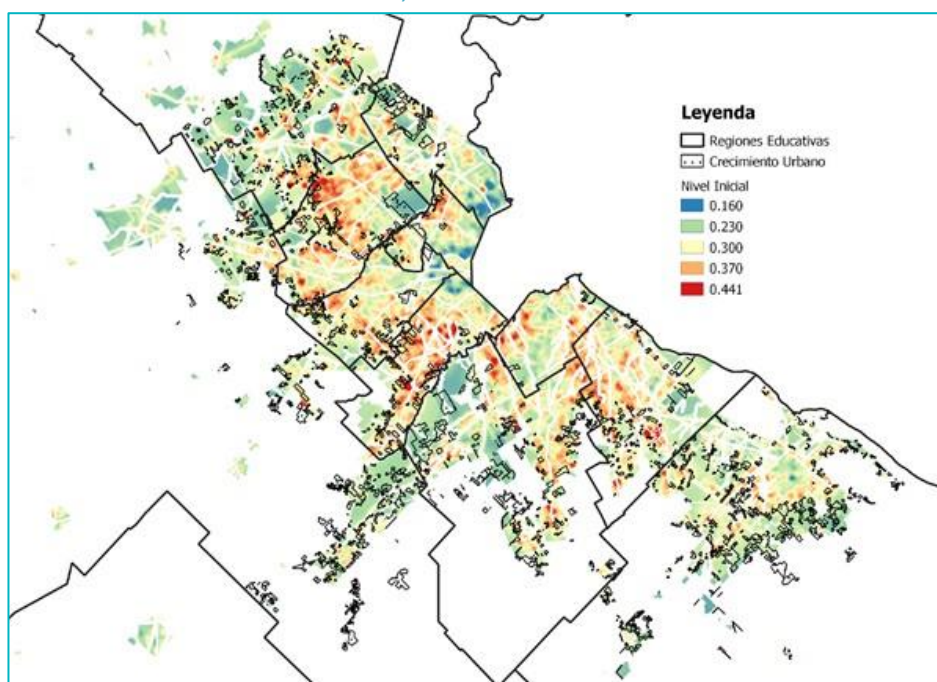 Leyenda
Regiones Educativas
Crecimiento Urbano
Nivel Inicial
0.160
0.230
0.300
0.370
0.441